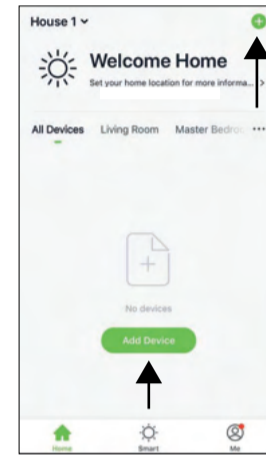 House 1
Welcome Home
Set your home location for more informa...
All Devices Living Room Master Bedro
No devices
Add Device
Home Smart Me